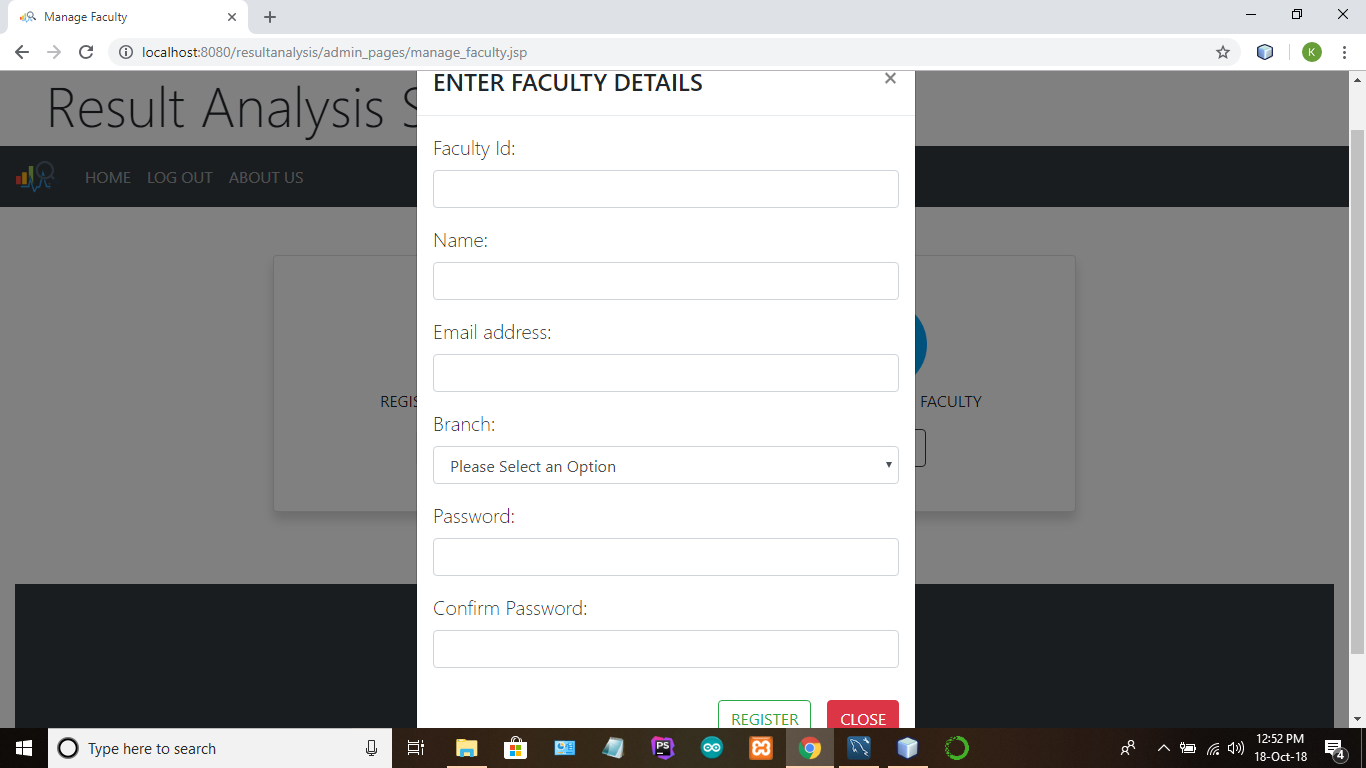 Manage Faculty
localhost:8080/resultanalysis/admin_pages/manage_faculty.jsp
K
Result Analysis S
HOME LOG OUT ABOUT US
ENTER FACULTY DETAILS
Faculty Id:
Name:
Email address:
Branch:
Please Select an Option
Password:
Confirm Password:
REGISTER CLOSE
REGIS
FACULTY
Type here to search
PS
12:52 PM
18-Oct-18
4